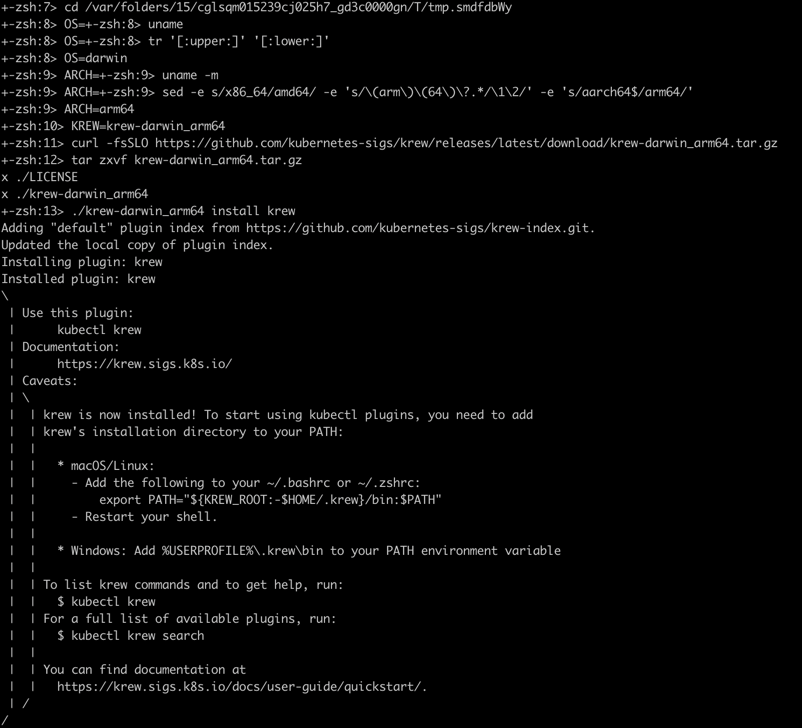 +-zsh:7> cd /var/folders/15/cglsqm015239cj025h7_gd3c0000gn/T/tmp.smdfdbWy
+-zsh:8> OS=+-zsh:8> uname
+-zsh:8> OS=+-zsh:8> tr '[:upper:]' '[:lower:]'
+-zsh:8> OS=darwin
+-zsh:9> ARCH=+-zsh:9> uname -m
+-zsh:9> ARCH=+-zsh:9> sed -e s/x86_64/amd64/ -e 's/\(arm\)\(64\)\?.*/\1\2/' -e 's/aarch64$/arm64/'
+-zsh:9> ARCH=arm64
+-zsh:10> KREW=krew-darwin_arm64
+-zsh:11> curl -fsSLO https://github.com/kubernetes-sigs/krew/releases/latest/download/krew-darwin_arm64.tar.gz
+-zsh:12> tar zxvf krew-darwin_arm64.tar.gz
x ./LICENSE
x ./krew-darwin_arm64
+-zsh:13> ./krew-darwin_arm64 install krew
Adding "default" plugin index from https://github.com/kubernetes-sigs/krew-index.git.
Updated the local copy of plugin index.
Installing plugin: krew
Installed plugin: krew
\
 | Use this plugin:
 |      kubectl krew
 | Documentation:
 |      https://krew.sigs.k8s.io/
 | Caveats:
 | \
 |  | krew is now installed! To start using kubectl plugins, you need to add
 |  | krew's installation directory to your PATH:
 |  |
 |  |   * macOS/Linux:
 |  |     - Add the following to your ~/.bashrc or ~/.zshrc:
 |  |         export PATH="${KREW_ROOT:-$HOME/.krew}/bin:$PATH"
 |  |     - Restart your shell.
 |  |
 |  |   * Windows: Add %USERPROFILE%\.krew\bin to your PATH environment variable
 |  |
 |  | To list krew commands and to get help, run:
 |  |   $ kubectl krew
 |  | For a full list of available plugins, run:
 |  |   $ kubectl krew search
 |  |
 |  | You can find documentation at
 |  |   https://krew.sigs.k8s.io/docs/user-guide/quickstart/.
 | /
/